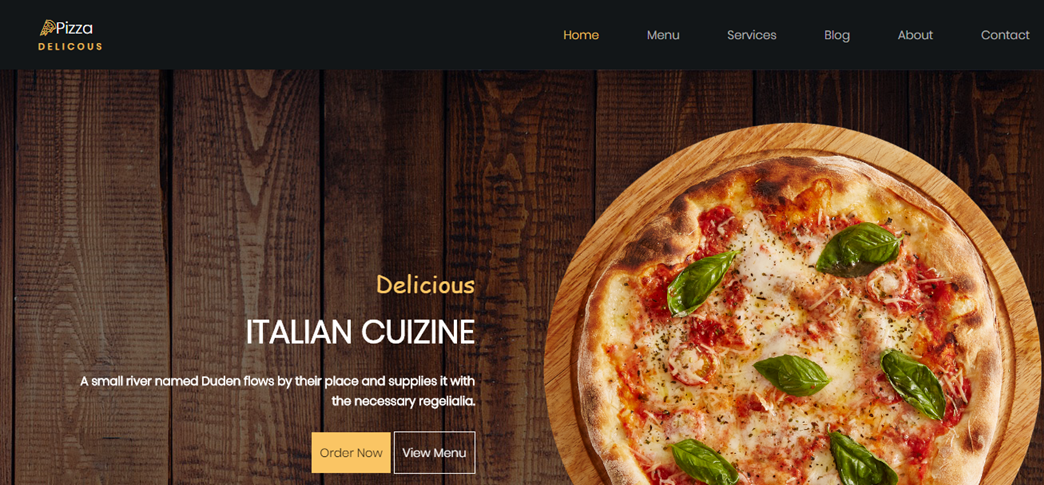 Pizza
DELICOUS
Home Menu Services Blog About Contact
Delicious
ITALIAN CUIZINE
A small river named Duden flows by their place and supplies it with
the necessary regelialia.
Order Now View Menu